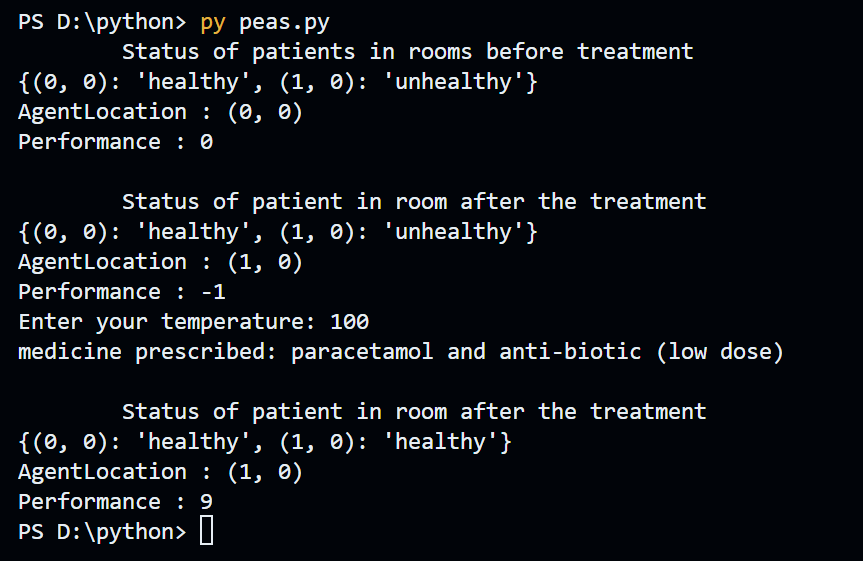 PS D:\python> py peas.py
Status of patients in rooms before treatment
{(0, 0): 'healthy', (1, 0): 'unhealthy'}
AgentLocation : (0, 0)
Performance : 0
Status of patient in room after the treatment
{(0, 0): 'healthy', (1, 0): 'unhealthy'}
AgentLocation : (1, 0)
Performance : -1
Enter your temperature: 100
medicine prescribed: paracetamol and anti-biotic (low dose)
Status of patient in room after the treatment
{(0, 0): 'healthy', (1, 0): 'healthy'}
AgentLocation : (1, 0)
Performance : 9
PS D:\python>